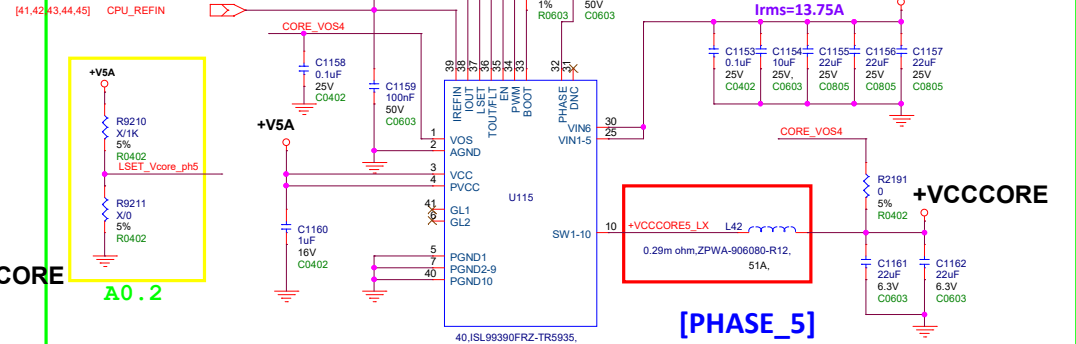 [41,42,43,44,45] CPU_REFIN
1%
R0603
50V
C0603
Irms=13.75A
CORE_VOS4
C1158
0.1uF
25V
C0402
C1159
100nF
50V
C0603
39
38
37
36
35
34
33
32
31
IREFIN
IOUT
LSET
TOUT/FLT
EN
PWM
BOOT
PHASE
DNC
C1153
0.1uF
25V
C0402
C1154
10uF
25V,
C0603
C1155
22uF
25V
C0805
C1156
22uF
25V
C0805
C1157
22uF
25V
C0805
+V5A
R9210
X/1K
5%
R0402
LSET_Vcore_ph5
R9211
X/0
5%
R0402
A0.2
CORE
+V5A
C1160
1uF
16V
C0402
1 VOS
2 AGND
3 VCC
4 PVCC
41 GL1
6 GL2
5 PGND1
7 PGND2-9
40 PGND10
U115
VIN6 30
VIN1-5 25
SW1-10 10
40,ISL99390FRZ-TR5935,
CORE_VOS4
R2191
0
5%
R0402
+VCCCORE
+VCCCORE5_LX L42
0.29m ohm,ZPWA-906080-R12,
51A,
C1161
22uF
6.3V
C0603
C1162
22uF
6.3V
C0603
[PHASE_5]